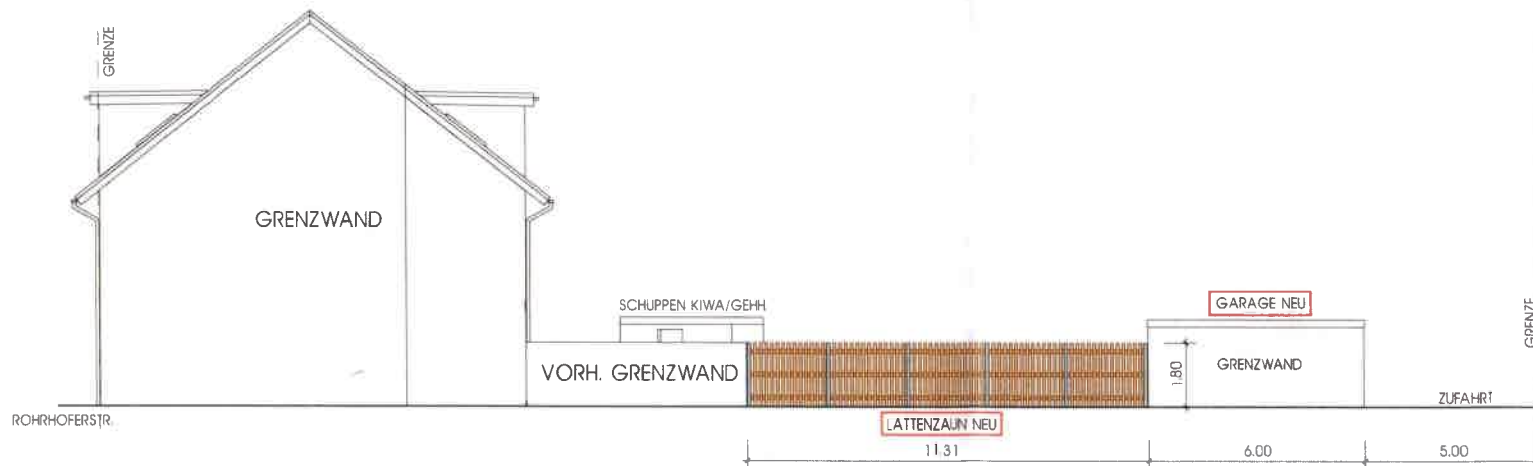 GRENZE
GRENZWAND
SCHUPPEN KIWA/GEHH
VORH. GRENZWAND
GARAGE NEU
GRENZWAND
GRENZE
1.80
ZUFAHRT
ROHRHOFERSTR.
LATTENZAUN NEU
11.31
6.00
5.00